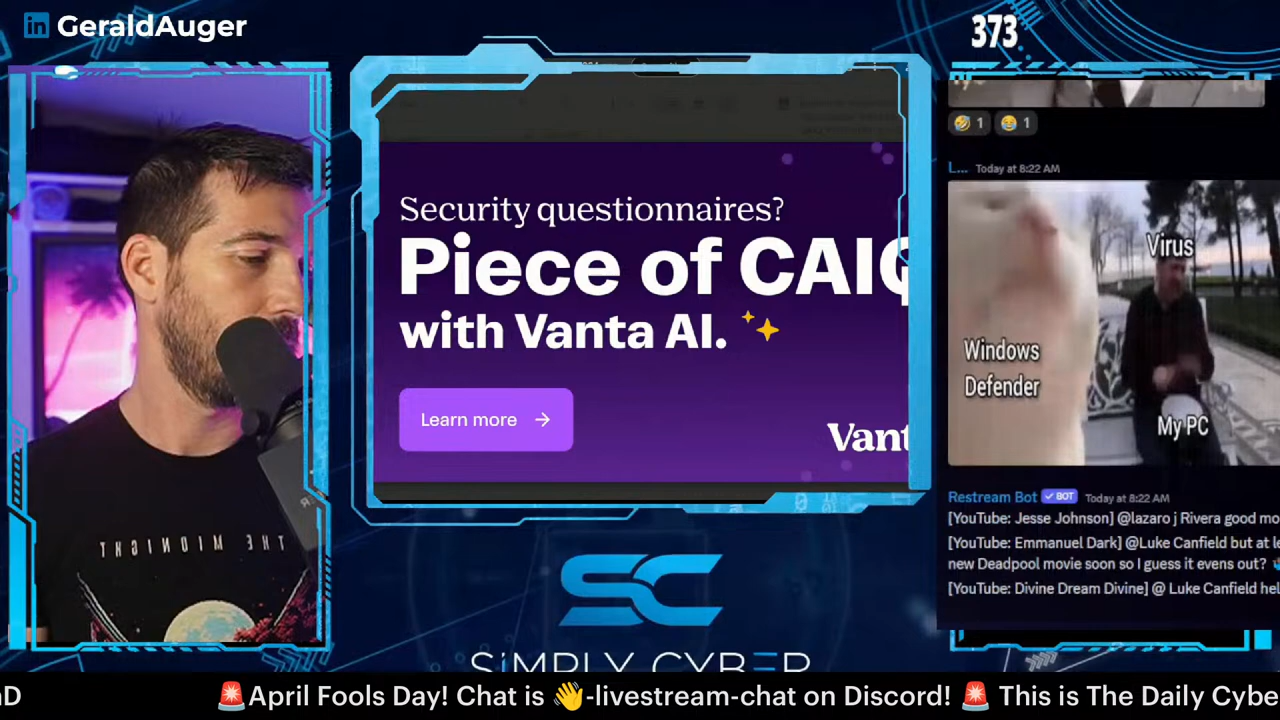 in GeraldAuger
373
🤣 1 😂 1
L... Today at 8:22 AM
Virus
Windows
Defender
My PC
Security questionnaires?
Piece of CAIQ
with Vanta AI.
Learn more →
Vant
Restream Bot ✓ BOT Today at 8:22 AM
[YouTube: Jesse Johnson] @lazaro j Rivera good mo
[YouTube: Emmanuel Dark] @Luke Canfield but at le
new Deadpool movie soon so I guess it evens out?
[YouTube: Divine Dream Divine] @ Luke Canfield hel
THE MIDNIGHT
SC
SIMPLY CYBER
🚨April Fools Day! Chat is 👋-livestream-chat on Discord! 🚨 This is The Daily Cybe